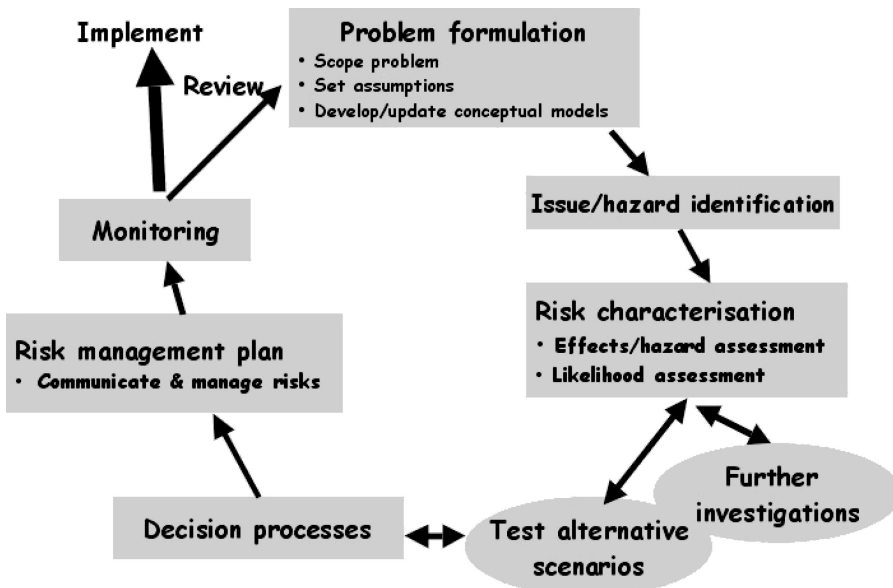 Implement
Review
Problem formulation
• Scope problem
• Set assumptions
• Develop/update conceptual models
Issue/hazard identification
Risk characterisation
• Effects/hazard assessment
• Likelihood assessment
Further
investigations
Test alternative
scenarios
Decision processes
Risk management plan
• Communicate & manage risks
Monitoring